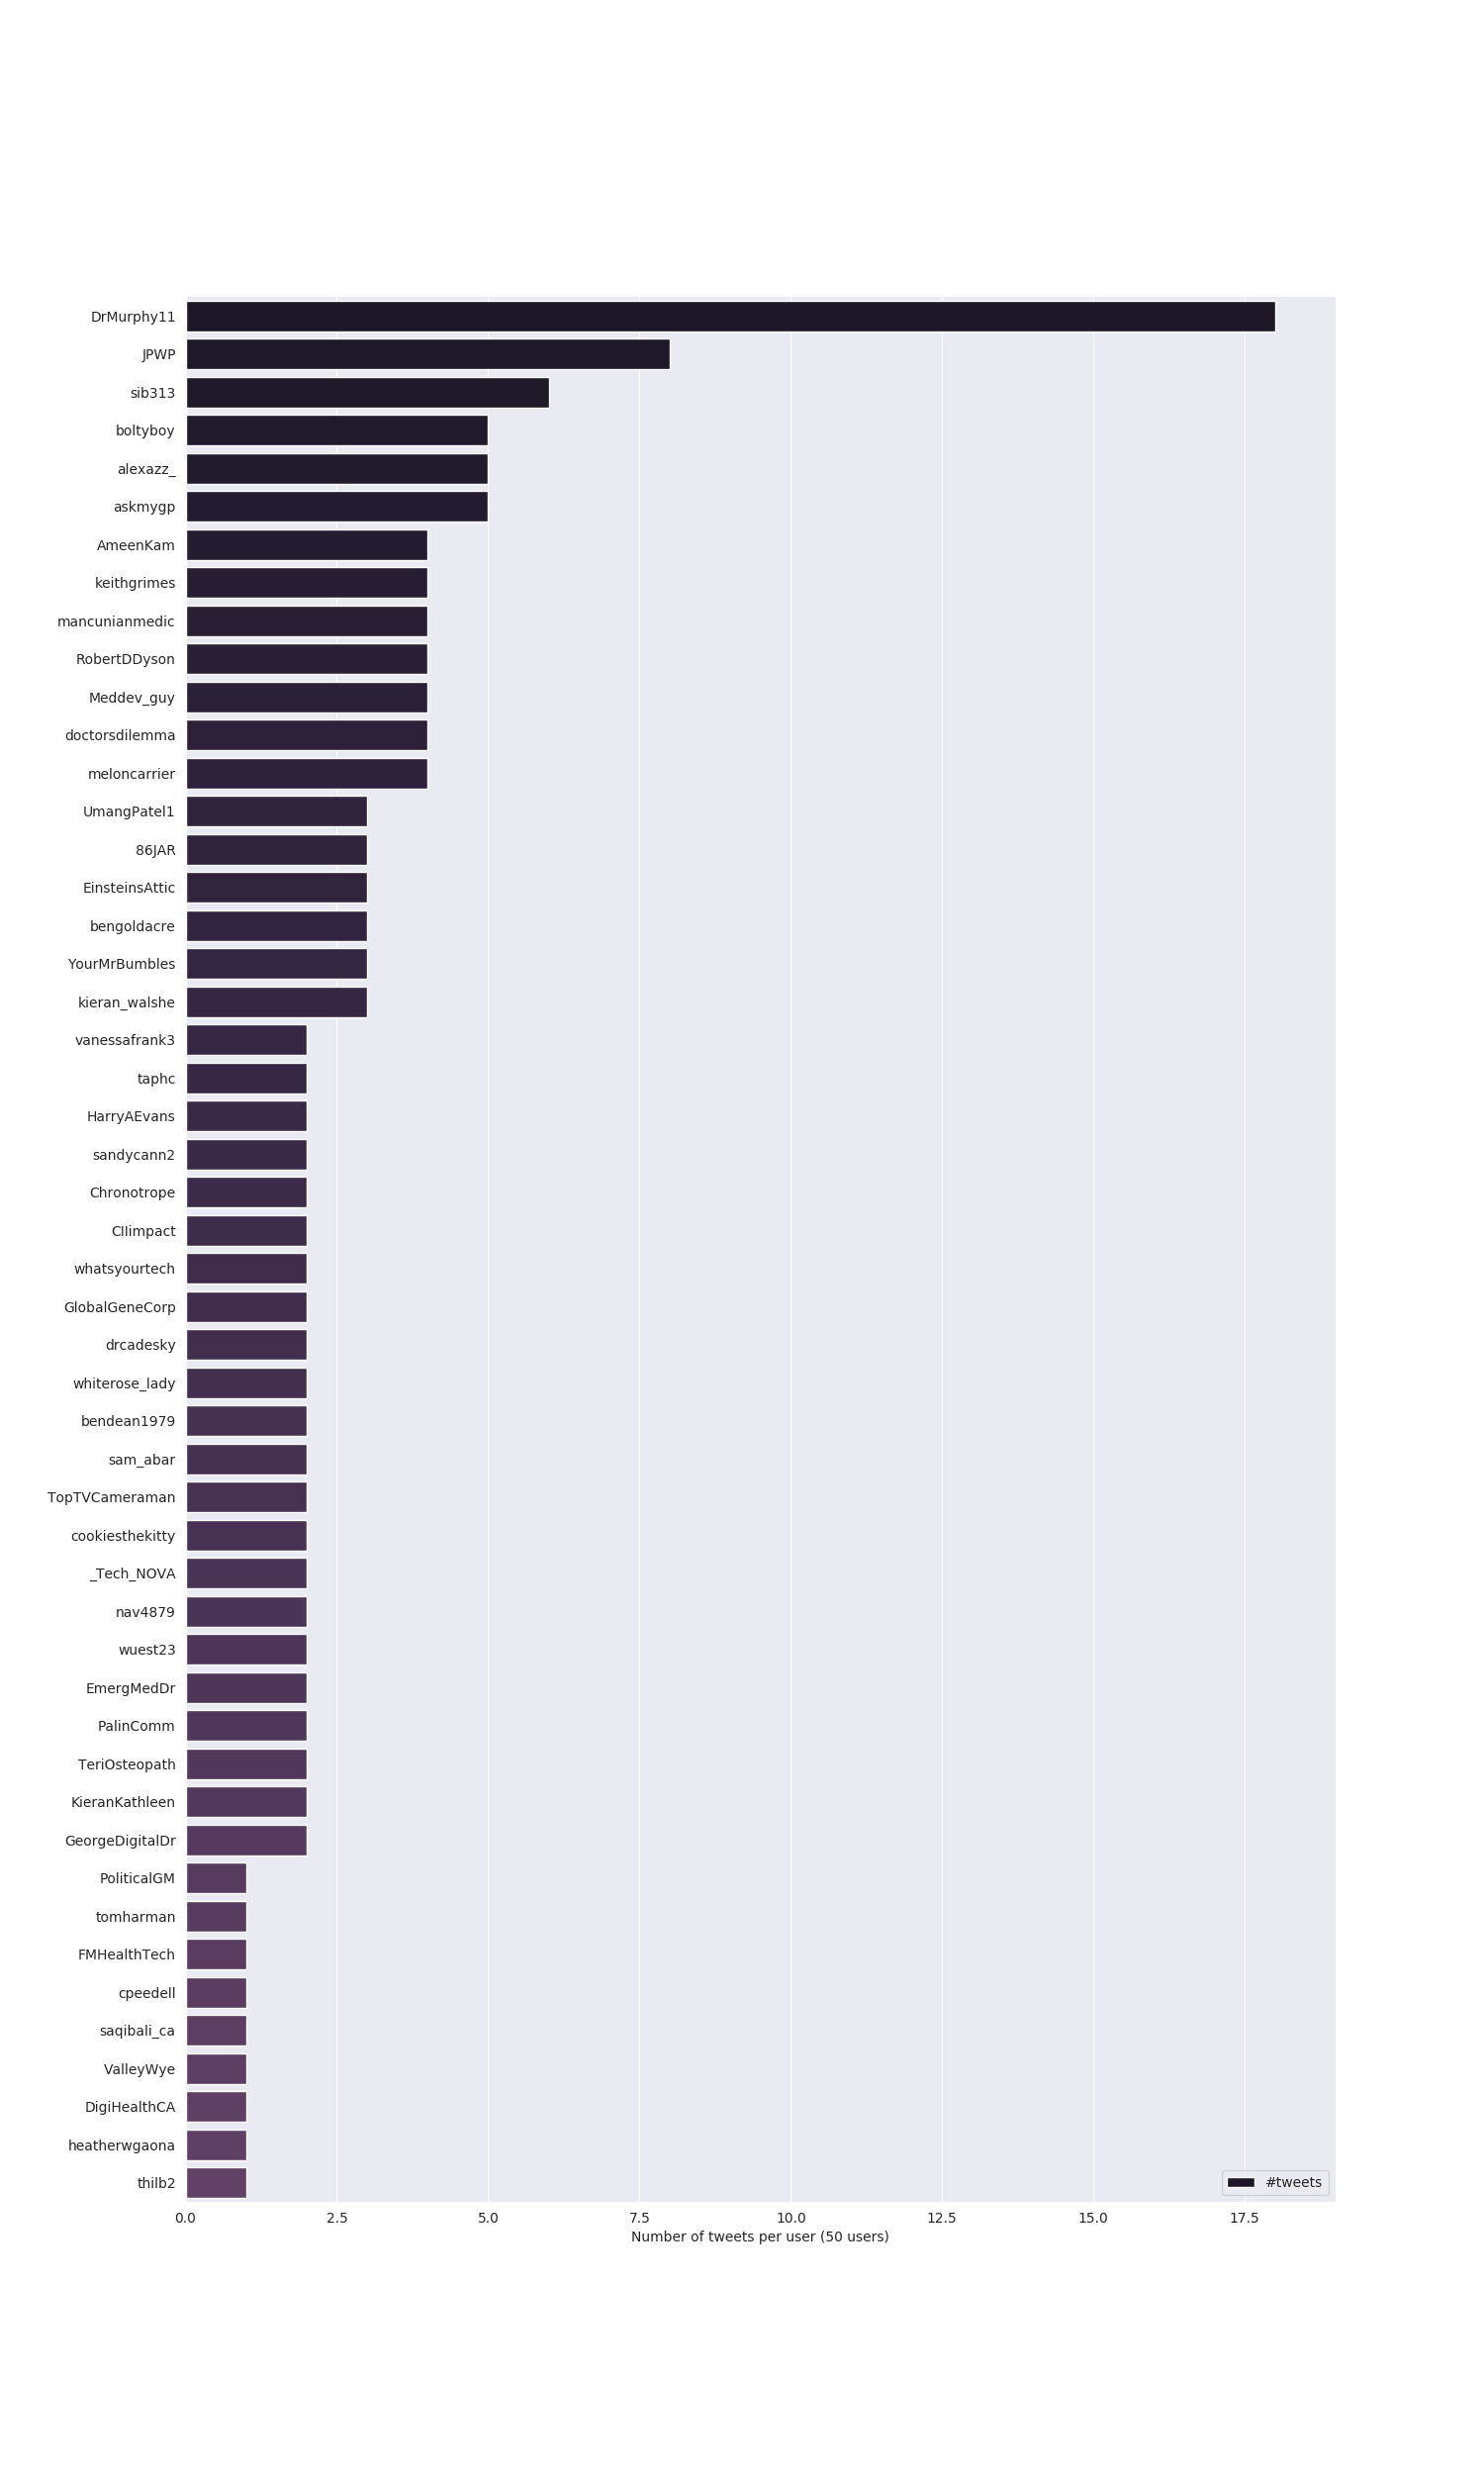 DrMurphy11
JPWP
sib313
boltyboy
alexazz_
askmygp
AmeenKam
keithgrimes
mancunianmedic
RobertDDyson
Meddev_guy
doctorsdilemma
meloncarrier
UmangPatel1
86JAR
EinsteinsAttic
bengoldacre
YourMrBumbles
kieran_walshe
vanessafrank3
taphc
HarryAEvans
sandycann2
Chronotrope
CIIimpact
whatsyourtech
GlobalGeneCorp
drcadesky
whiterose_lady
bendean1979
sam_abar
TopTVCameraman
cookiesthekitty
_Tech_NOVA
nav4879
wuest23
EmergMedDr
PalinComm
TeriOsteopath
KieranKathleen
GeorgeDigitalDr
PoliticalGM
tomharman
FMHealthTech
cpeedell
saqibali_ca
ValleyWye
DigiHealthCA
heatherwgaona
thilb2
#tweets
0.0 2.5 5.0 7.5 10.0 12.5 15.0 17.5
Number of tweets per user (50 users)